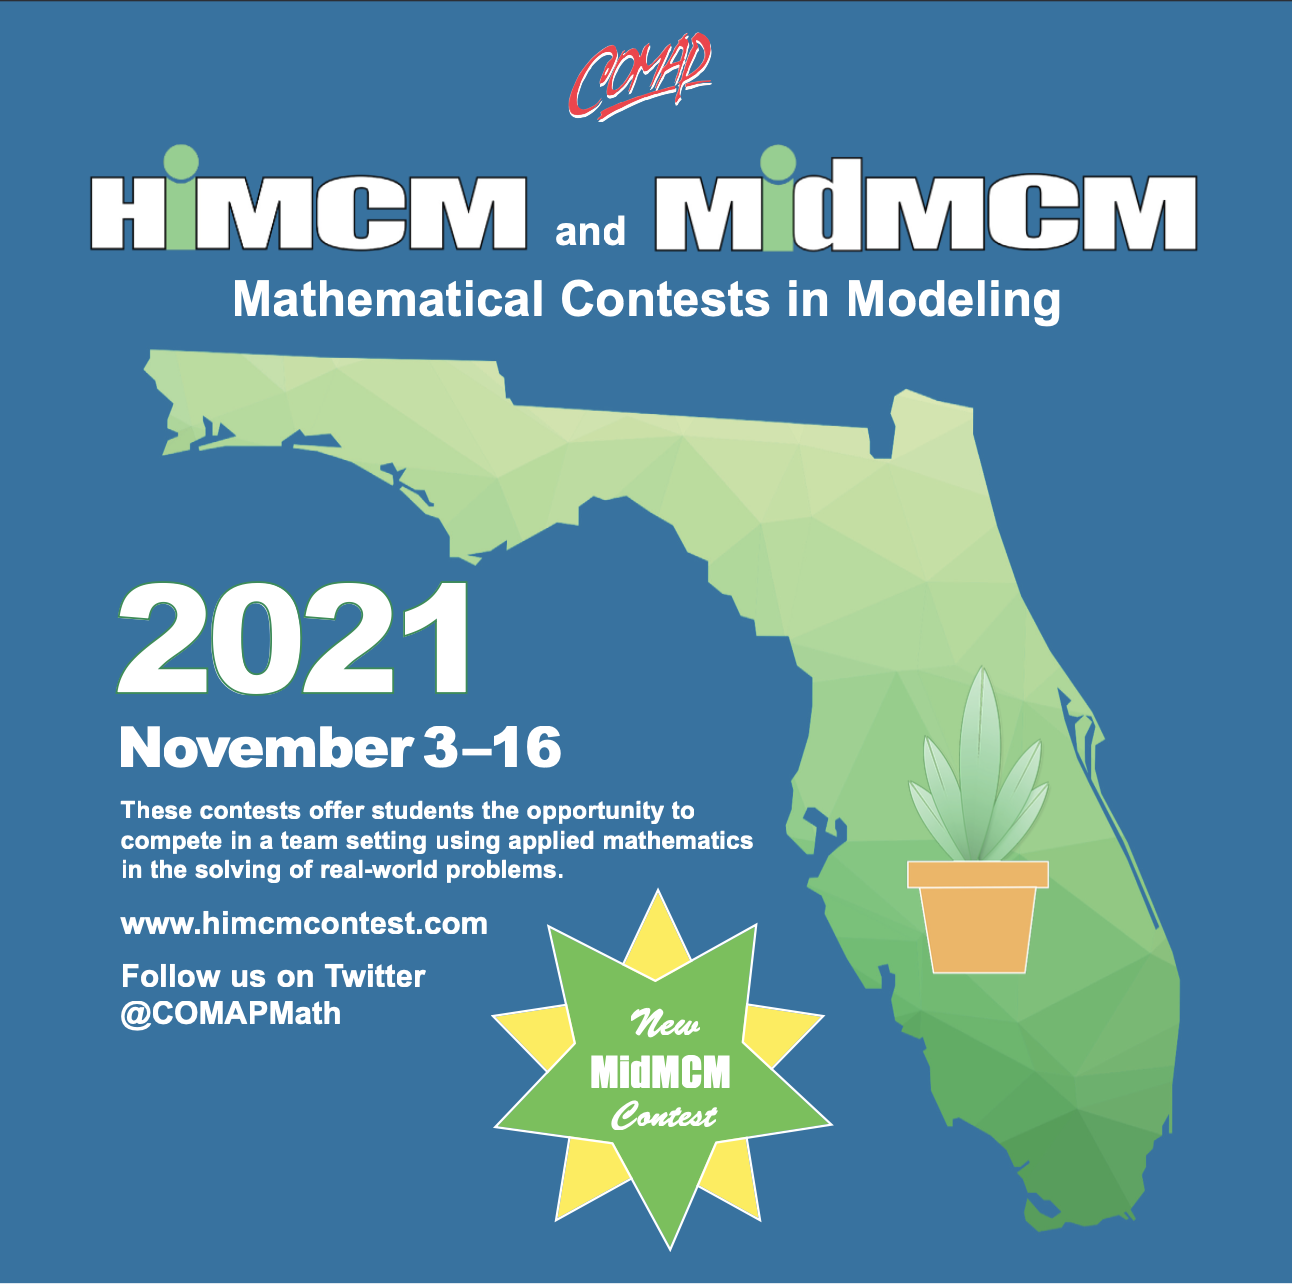 COMAP
HiMCM and MidMCM
Mathematical Contests in Modeling
2021
November 3–16
These contests offer students the opportunity to
compete in a team setting using applied mathematics
in the solving of real-world problems.
www.himcmcontest.com
Follow us on Twitter
@COMAPMath
New
MidMCM
Contest